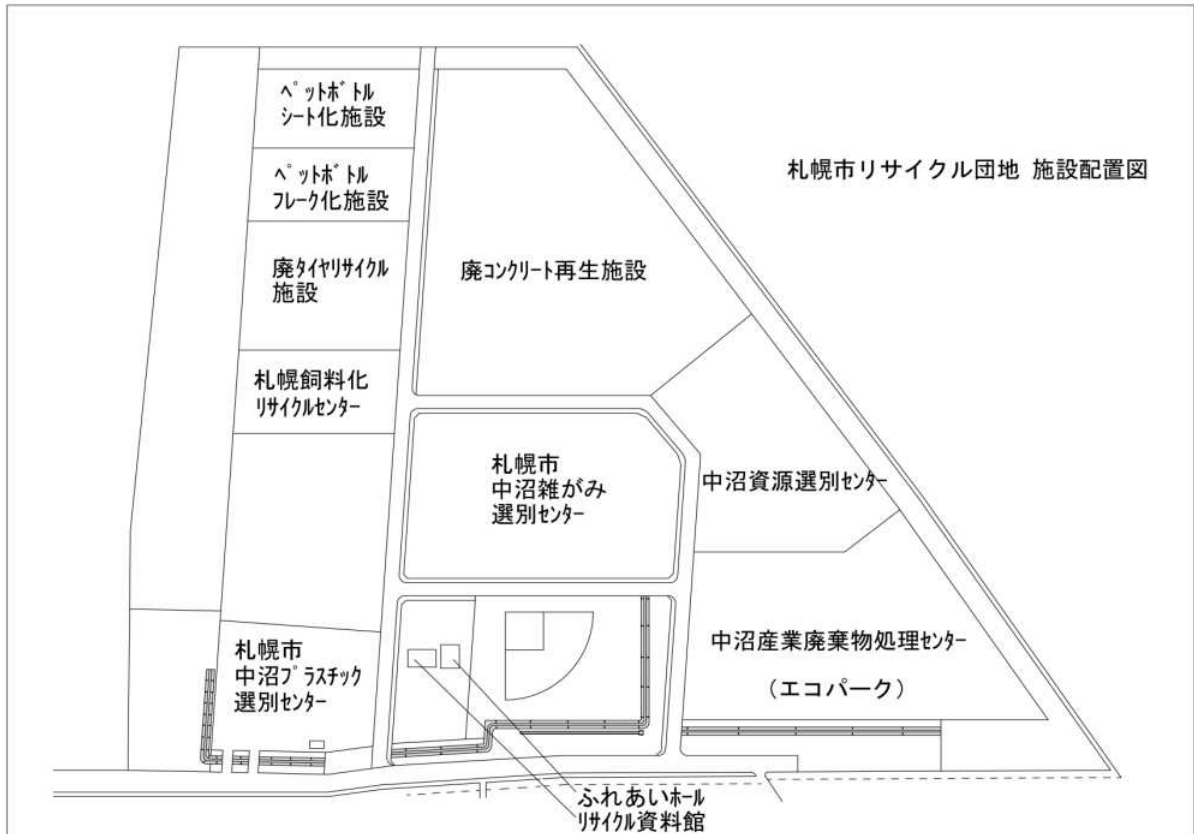 ﾍﾟｯﾄﾎﾞﾄﾙ
ｼｰﾄ化施設
ﾍﾟｯﾄﾎﾞﾄﾙ
ﾌﾚｰｸ化施設
廃ﾀｲﾔﾘｻｲｸﾙ
施設
札幌飼料化
ﾘｻｲｸﾙｾﾝﾀｰ
札幌市
中沼ﾌﾟﾗｽﾁｯｸ
選別ｾﾝﾀｰ
廃ｺﾝｸﾘｰﾄ再生施設
札幌市
中沼雑がみ
選別ｾﾝﾀｰ
札幌市リサイクル団地 施設配置図
中沼資源選別ｾﾝﾀｰ
中沼産業廃棄物処理ｾﾝﾀｰ
（エコパーク）
ふれあいﾎｰﾙ
ﾘｻｲｸﾙ資料館